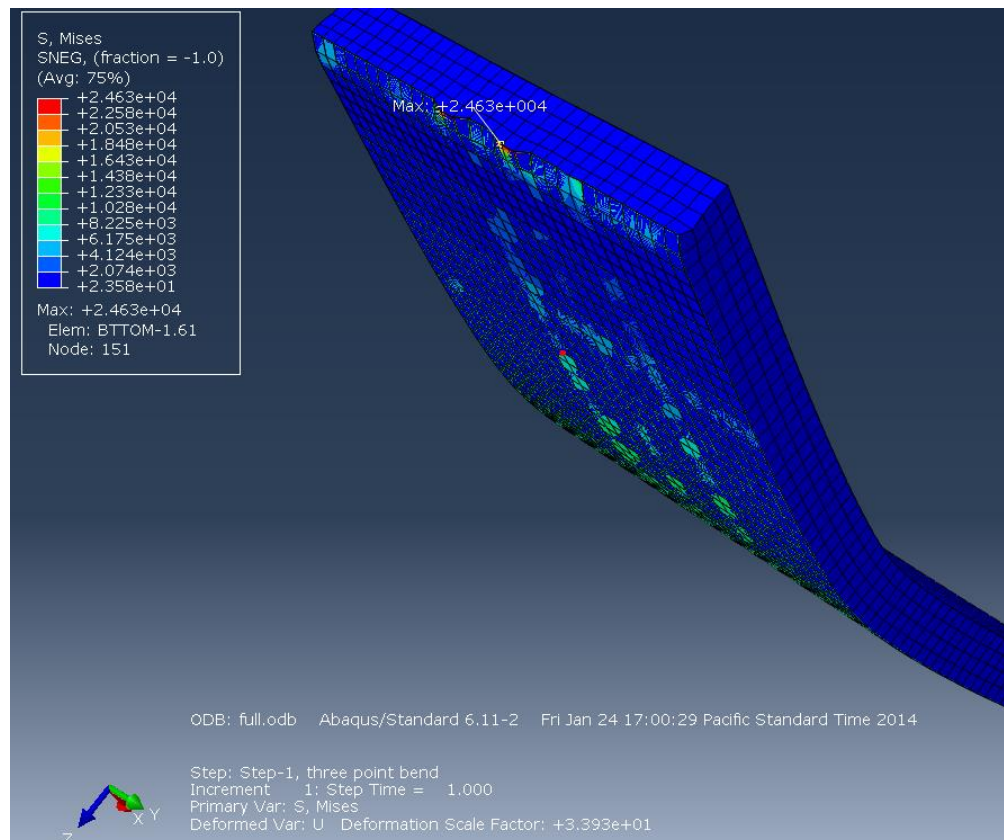 S, Mises
SNEG, (fraction = -1.0)
(Avg: 75%)
+2.463e+04
+2.258e+04
+2.053e+04
+1.848e+04
+1.643e+04
+1.438e+04
+1.233e+04
+1.028e+04
+8.225e+03
+6.175e+03
+4.124e+03
+2.074e+03
+2.358e+01
Max: +2.463e+04
Elem: BTTOM-1.61
Node: 151
Max: +2.463e+004
ODB: full.odb Abaqus/Standard 6.11-2 Fri Jan 24 17:00:29 Pacific Standard Time 2014
Step: Step-1, three point bend
Increment 1: Step Time = 1.000
Primary Var: S, Mises
Deformed Var: U Deformation Scale Factor: +3.393e+01
X
Y
Z